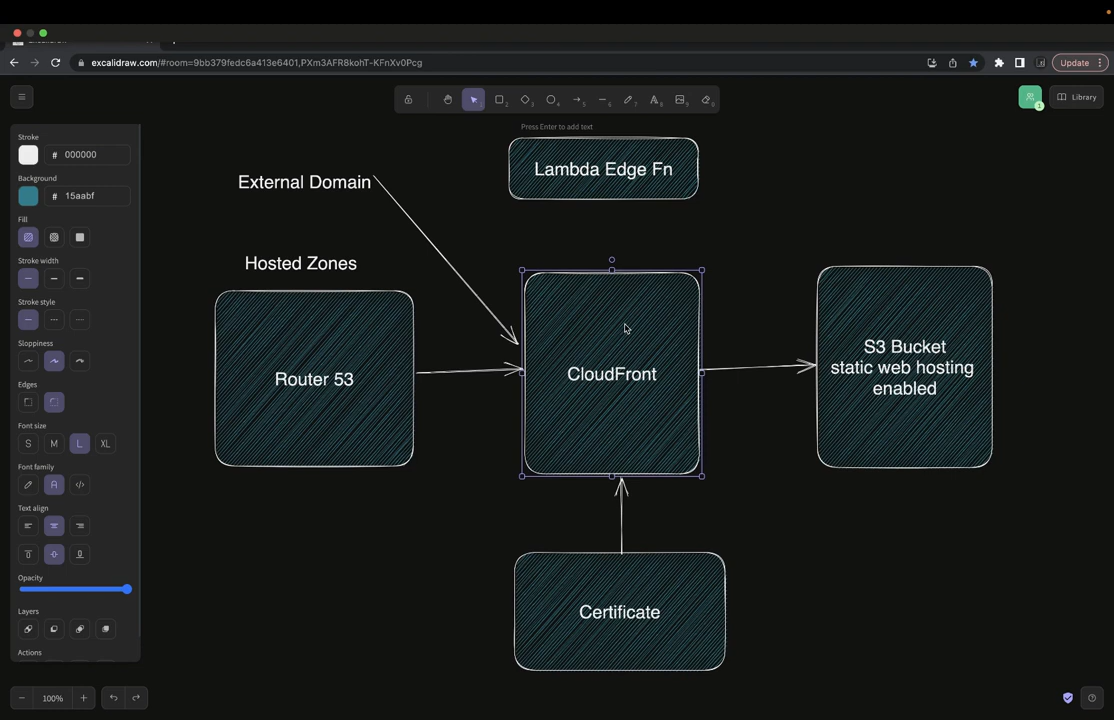 excalidraw.com/#room=9bb379fedc6a413e6401,PXm3AFR8kohT-KFnXv0Pcg
Update
Library
Press Enter to add text
Stroke
# 000000
Background
# 15aabf
Fill
Stroke width
Stroke style
Sloppiness
Edges
Font size
S M L XL
Font family
A </>
Text align
Opacity
Layers
Actions
Lambda Edge Fn
External Domain
Hosted Zones
Router 53
CloudFront
S3 Bucket
static web hosting
enabled
Certificate
100%